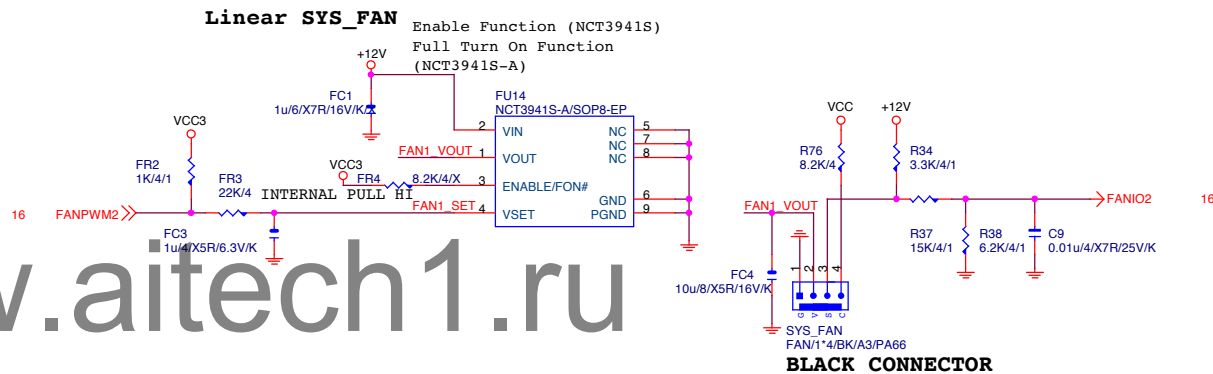 Linear SYS_FAN
Enable Function (NCT3941S)
Full Turn On Function
(NCT3941S-A)
+12V
FC1
1u/6/X7R/16V/K/X
FU14
NCT3941S-A/SOP8-EP
2 VIN
FAN1_VOUT 1 VOUT
3 ENABLE/FON#
FAN1_SET 4 VSET
NC 5
NC 7
NC 8
GND 6
PGND 9
VCC3
FR2
1K/4/1
FR3
22K/4
VCC3
FR4
8.2K/4/X
INTERNAL PULL HI
16 FANPWM2
FC3
1u/4/X5R/6.3V/K
VCC
+12V
R76
8.2K/4
R34
3.3K/4/1
FAN1_VOUT
FANIO2 16
R37
15K/4/1
R38
6.2K/4/1
C9
0.01u/4/X7R/25V/K
FC4
10u/8/X5R/16V/K
1 2 3 4
G V S C
SYS_FAN
FAN/1*4/BK/A3/PA66
BLACK CONNECTOR
w.aitech1.ru